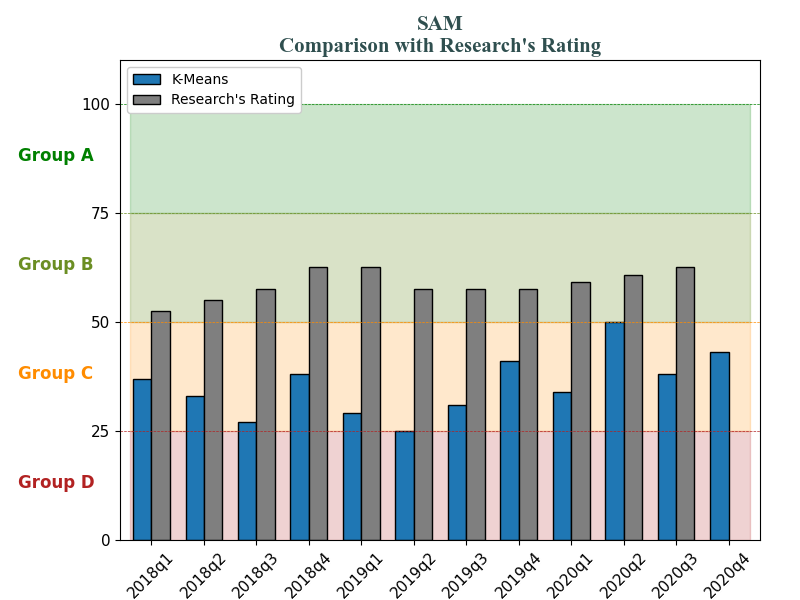 SAM
Comparison with Research's Rating
K-Means
Research's Rating
100
Group A
75
Group B
50
Group C
25
Group D
0
2018q1 2018q2 2018q3 2018q4 2019q1 2019q2 2019q3 2019q4 2020q1 2020q2 2020q3 2020q4